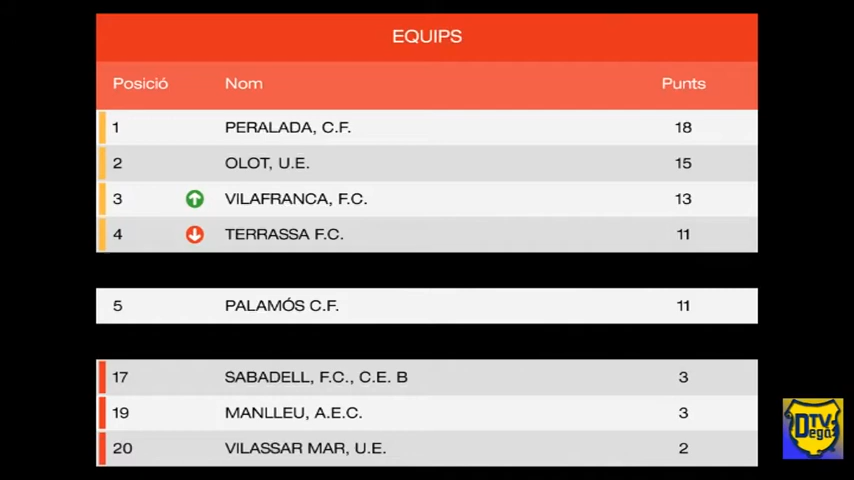 EQUIPS
Posició Nom Punts
1 PERALADA, C.F. 18
2 OLOT, U.E. 15
3 VILAFRANCA, F.C. 13
4 TERRASSA F.C. 11
5 PALAMÓS C.F. 11
17 SABADELL, F.C., C.E. B 3
19 MANLLEU, A.E.C. 3
20 VILASSAR MAR, U.E. 2
DTV
ega